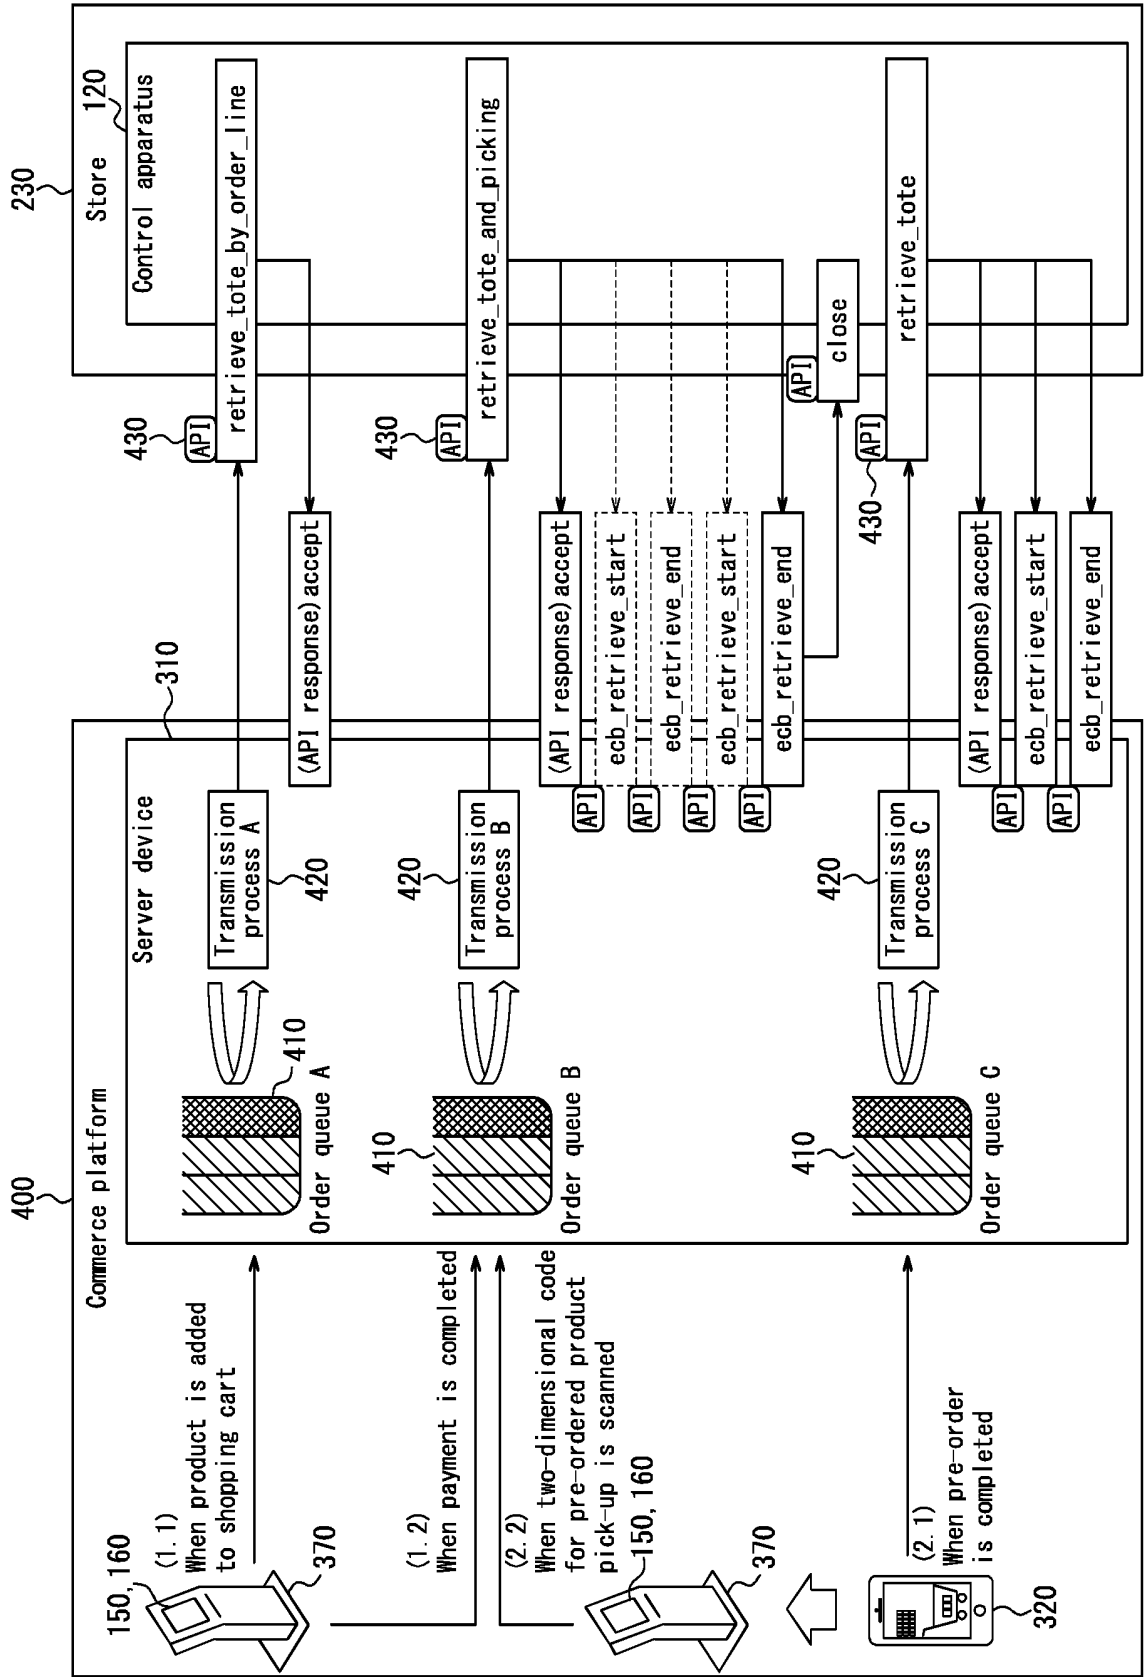 400
Commerce platform
150, 160
(1.1)
When product is added
to shopping cart
370
(1.2)
When payment is completed
(2.2)
When two-dimensional code
for pre-ordered product
pick-up is scanned
150, 160
370
(2.1)
When pre-order
is completed
320
310
Server device
410
Order queue A
Transmission
process A
420
410
Order queue B
Transmission
process B
420
410
Order queue C
Transmission
process C
420
(API response)accept
(API response)accept
API
ecb_retrieve_start
API
ecb_retrieve_end
API
ecb_retrieve_start
API
ecb_retrieve_end
(API response)accept
API
ecb_retrieve_start
API
ecb_retrieve_end
230
Store
120
Control apparatus
430
API
retrieve_tote_by_order_line
430
API
retrieve_tote_and_picking
API
close
430
API
retrieve_tote